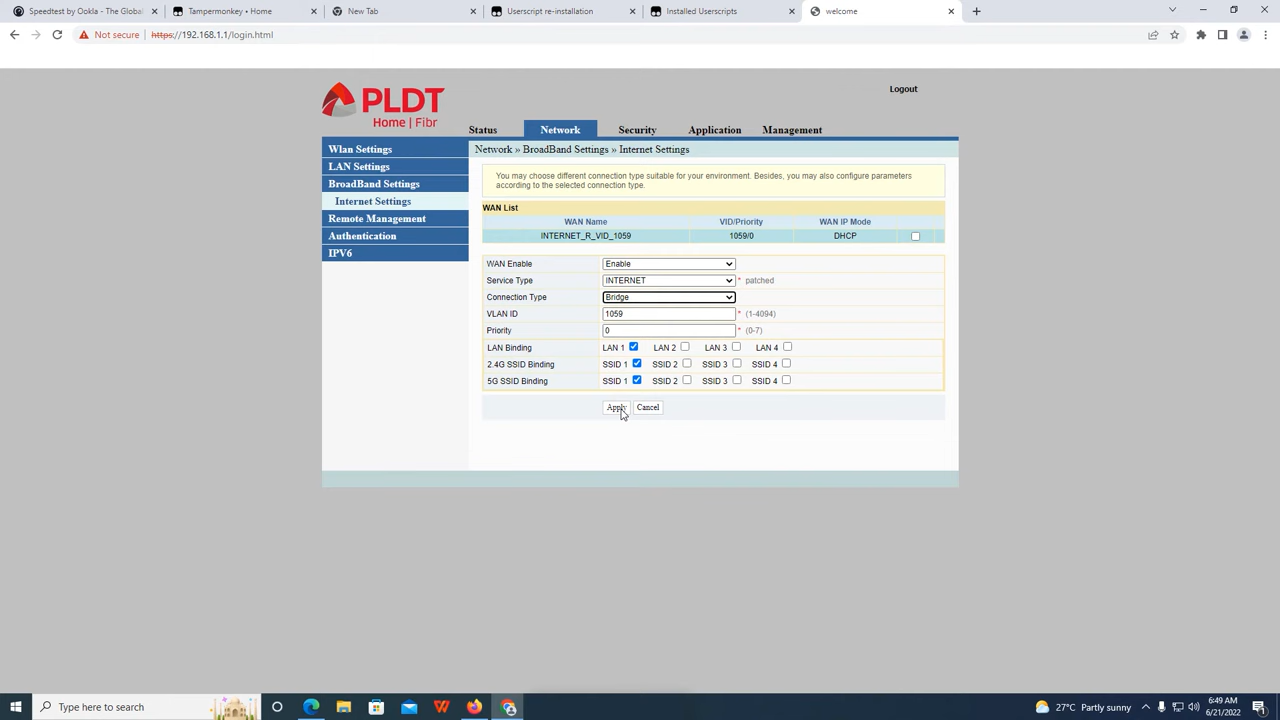 Speedtest by Ookla - The Global
Tampermonkey • Home
New Tab
Userscript re-installation
Installed Userscripts
welcome
Not secure
https://192.168.1.1/login.html
PLDT
Home | Fibr
Logout
Status
Network
Security
Application
Management
Wlan Settings
LAN Settings
BroadBand Settings
Internet Settings
Remote Management
Authentication
IPV6
Network » BroadBand Settings » Internet Settings
You may choose different connection type suitable for your environment. Besides, you may also configure parameters
according to the selected connection type.
WAN List
WAN Name VID/Priority WAN IP Mode
INTERNET_R_VID_1059 1059/0 DHCP
WAN Enable Enable
Service Type INTERNET * patched
Connection Type Bridge
VLAN ID 1059 * (1-4094)
Priority 0 * (0-7)
LAN Binding LAN 1 LAN 2 LAN 3 LAN 4
2.4G SSID Binding SSID 1 SSID 2 SSID 3 SSID 4
5G SSID Binding SSID 1 SSID 2 SSID 3 SSID 4
Apply Cancel
Type here to search
27°C Partly sunny
6:49 AM
6/21/2022
1